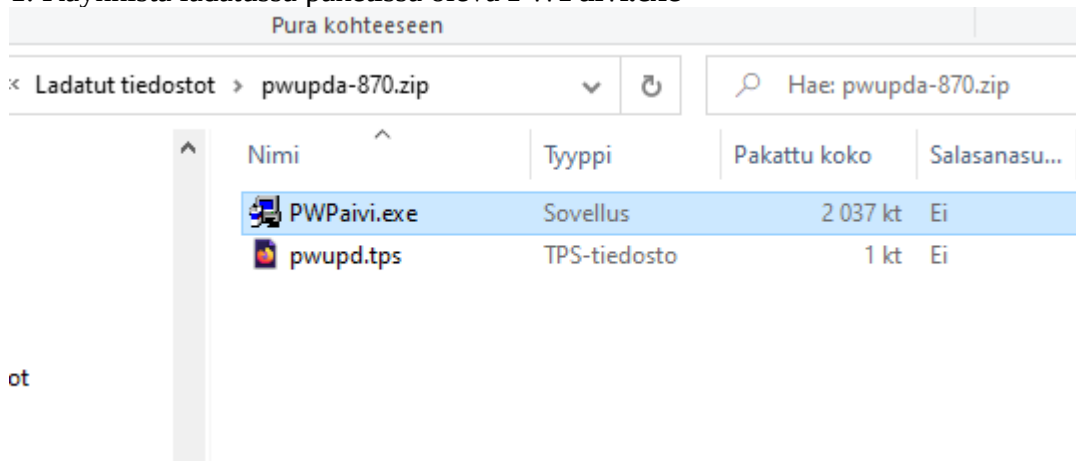 Pura kohteeseen
Ladatut tiedostot > pwupda-870.zip
Hae: pwupda-870.zip
Nimi Tyyppi Pakattu koko Salasanasu...
PWPaivi.exe Sovellus 2 037 kt Ei
pwupd.tps TPS-tiedosto 1 kt Ei
ot